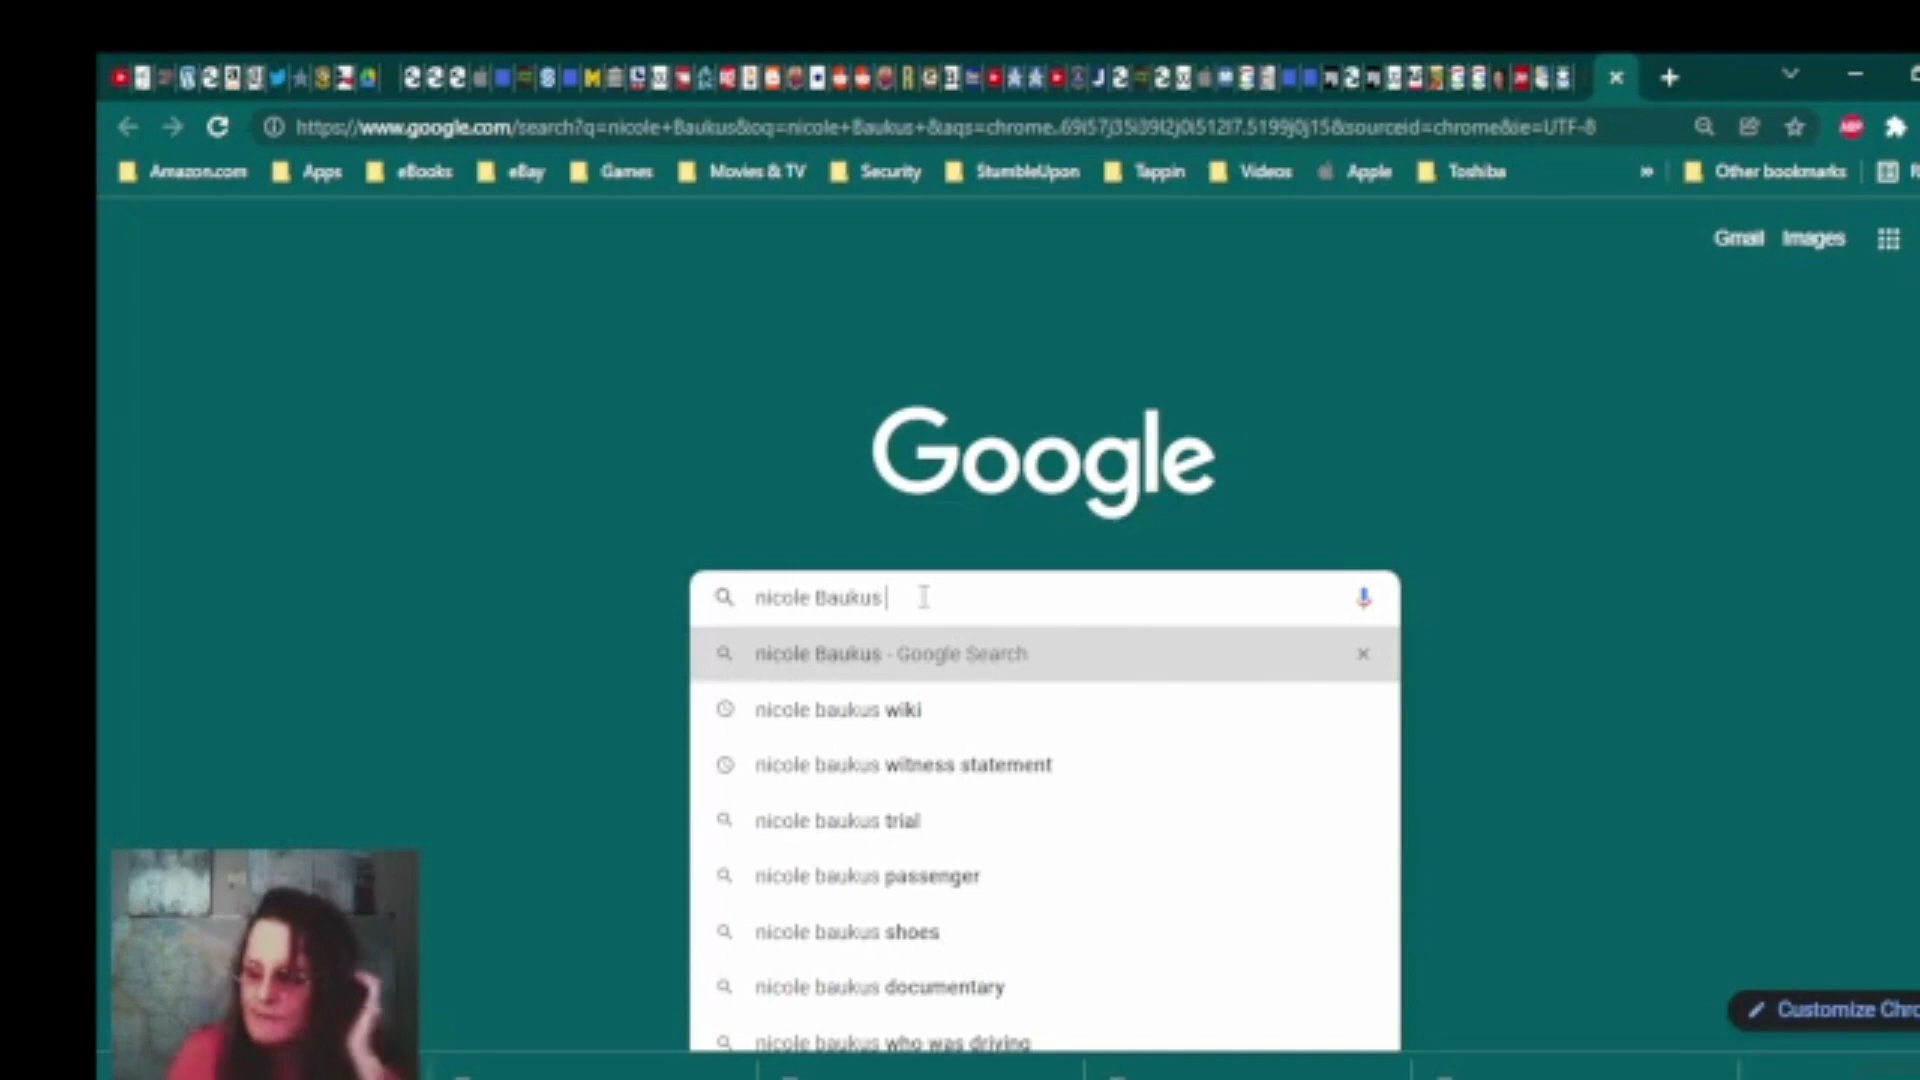 https://www.google.com/search?q=nicole+Baukus&oq=nicole+Baukus+&aqs=chrome..69i57j35i39l2j0i512l7.5199j0j15&sourceid=chrome&ie=UTF-8
Amazon.com Apps eBooks eBay Games Movies & TV Security StumbleUpon Tappin Videos Apple Toshiba » Other bookmarks
Gmail Images
Google
nicole Baukus
nicole Baukus - Google Search
nicole baukus wiki
nicole baukus witness statement
nicole baukus trial
nicole baukus passenger
nicole baukus shoes
nicole baukus documentary
nicole baukus who was driving
Customize Chro